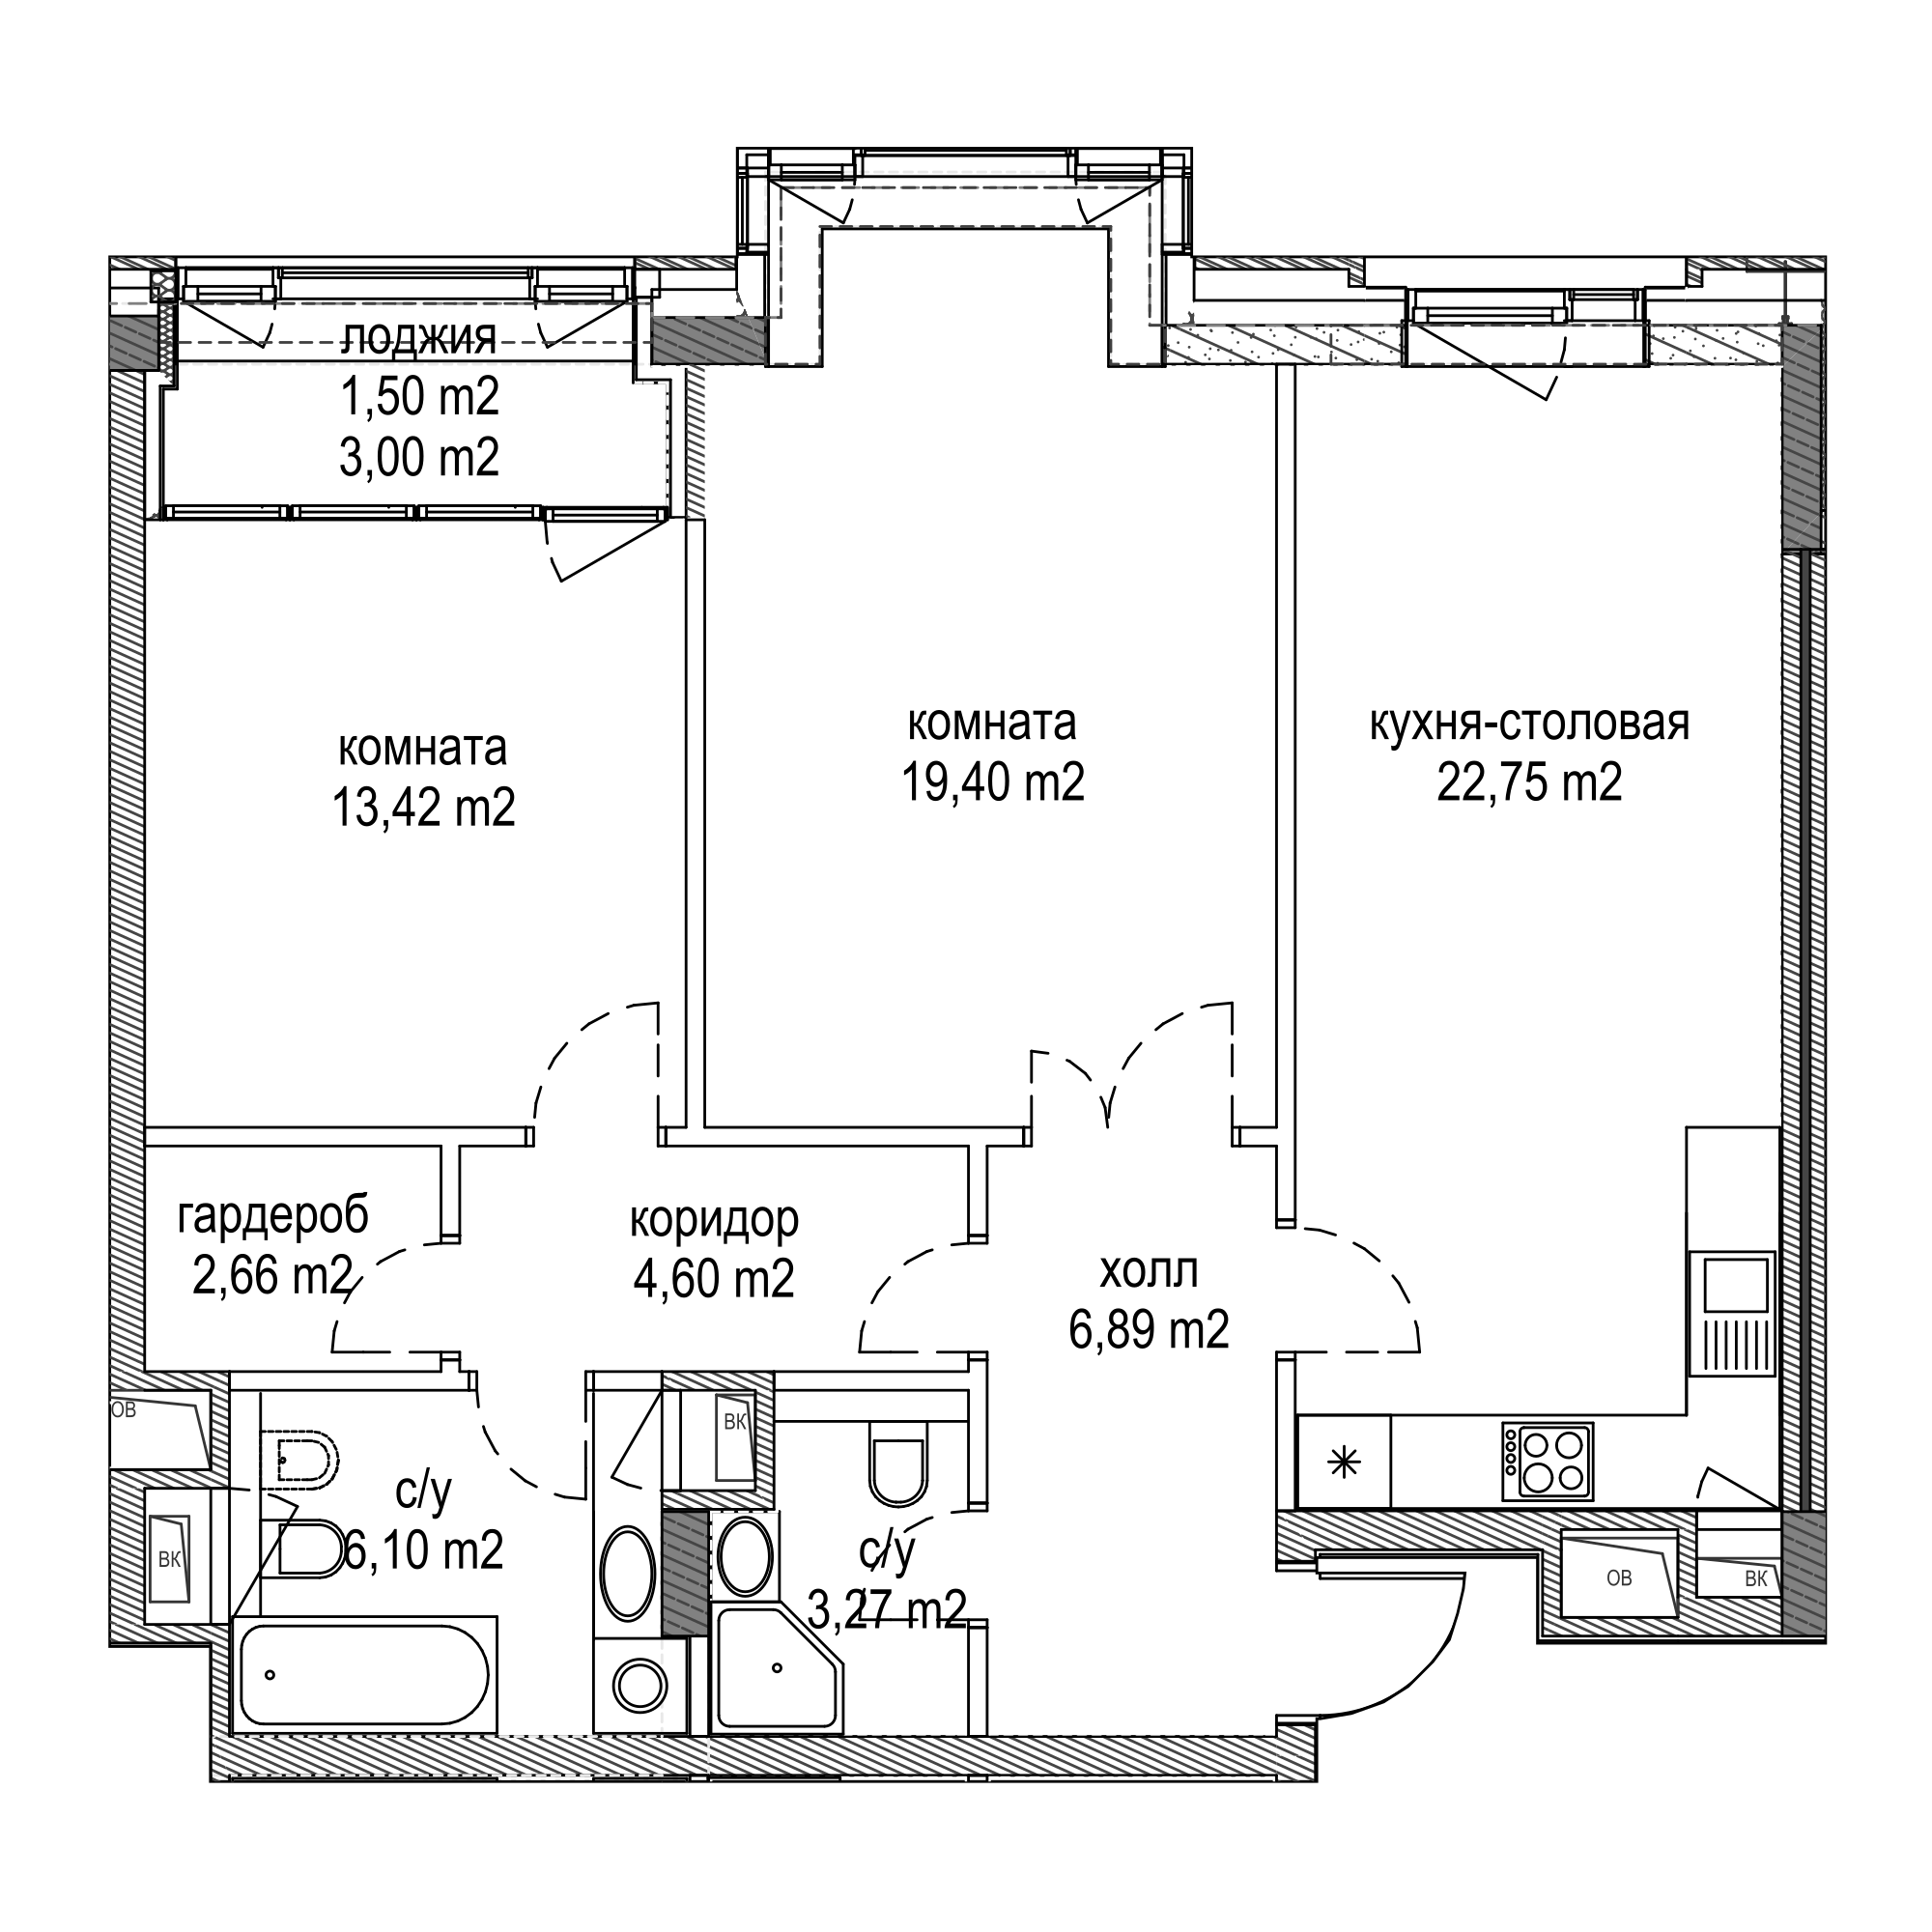 лоджия
1,50 m2
3,00 m2
комната
13,42 m2
комната
19,40 m2
кухня-столовая
22,75 m2
гардероб
2,66 m2
коридор
4,60 m2
холл
6,89 m2
ОВ
ВК
с/у
6,10 m2
ВК
с/у
3,27 m2
ОВ
ВК